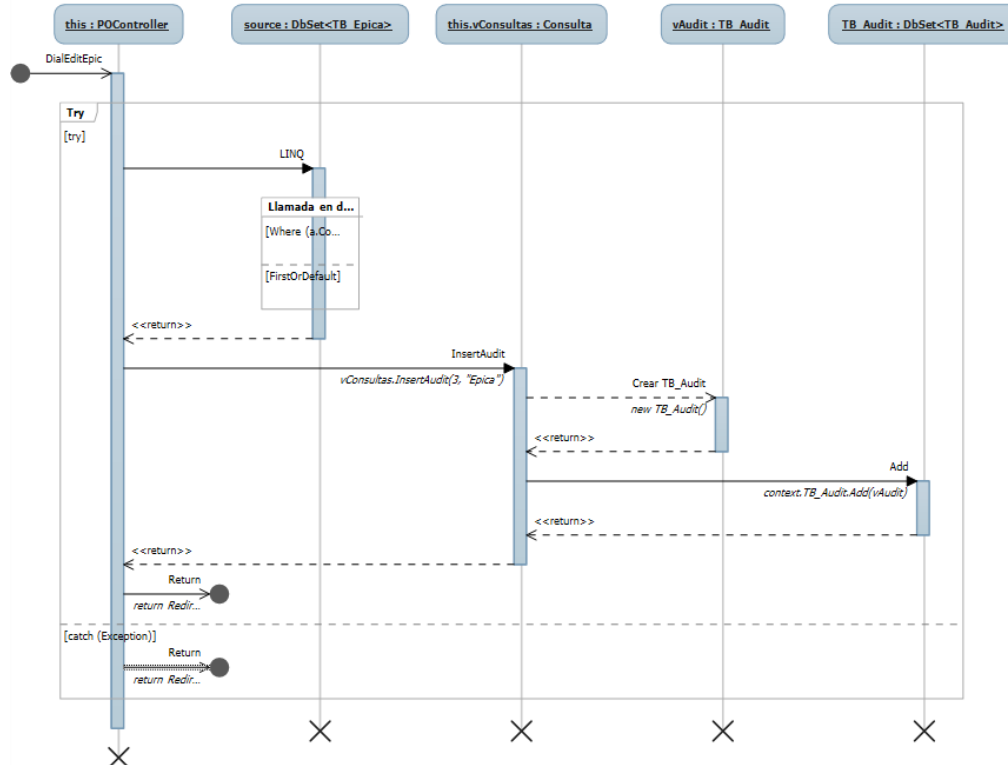 this : POController
source : DbSet<TB_Epica>
this.vConsultas : Consulta
vAudit : TB_Audit
TB_Audit : DbSet<TB_Audit>
DialEditEpic
Try
[try]
LINQ
Llamada en d...
[Where (a.Co...
[FirstOrDefault]
<<return>>
InsertAudit
vConsultas.InsertAudit(3, "Epica")
Crear TB_Audit
new TB_Audit()
<<return>>
Add
context.TB_Audit.Add(vAudit)
<<return>>
<<return>>
Return
return Redir...
[catch (Exception)]
Return
return Redir...